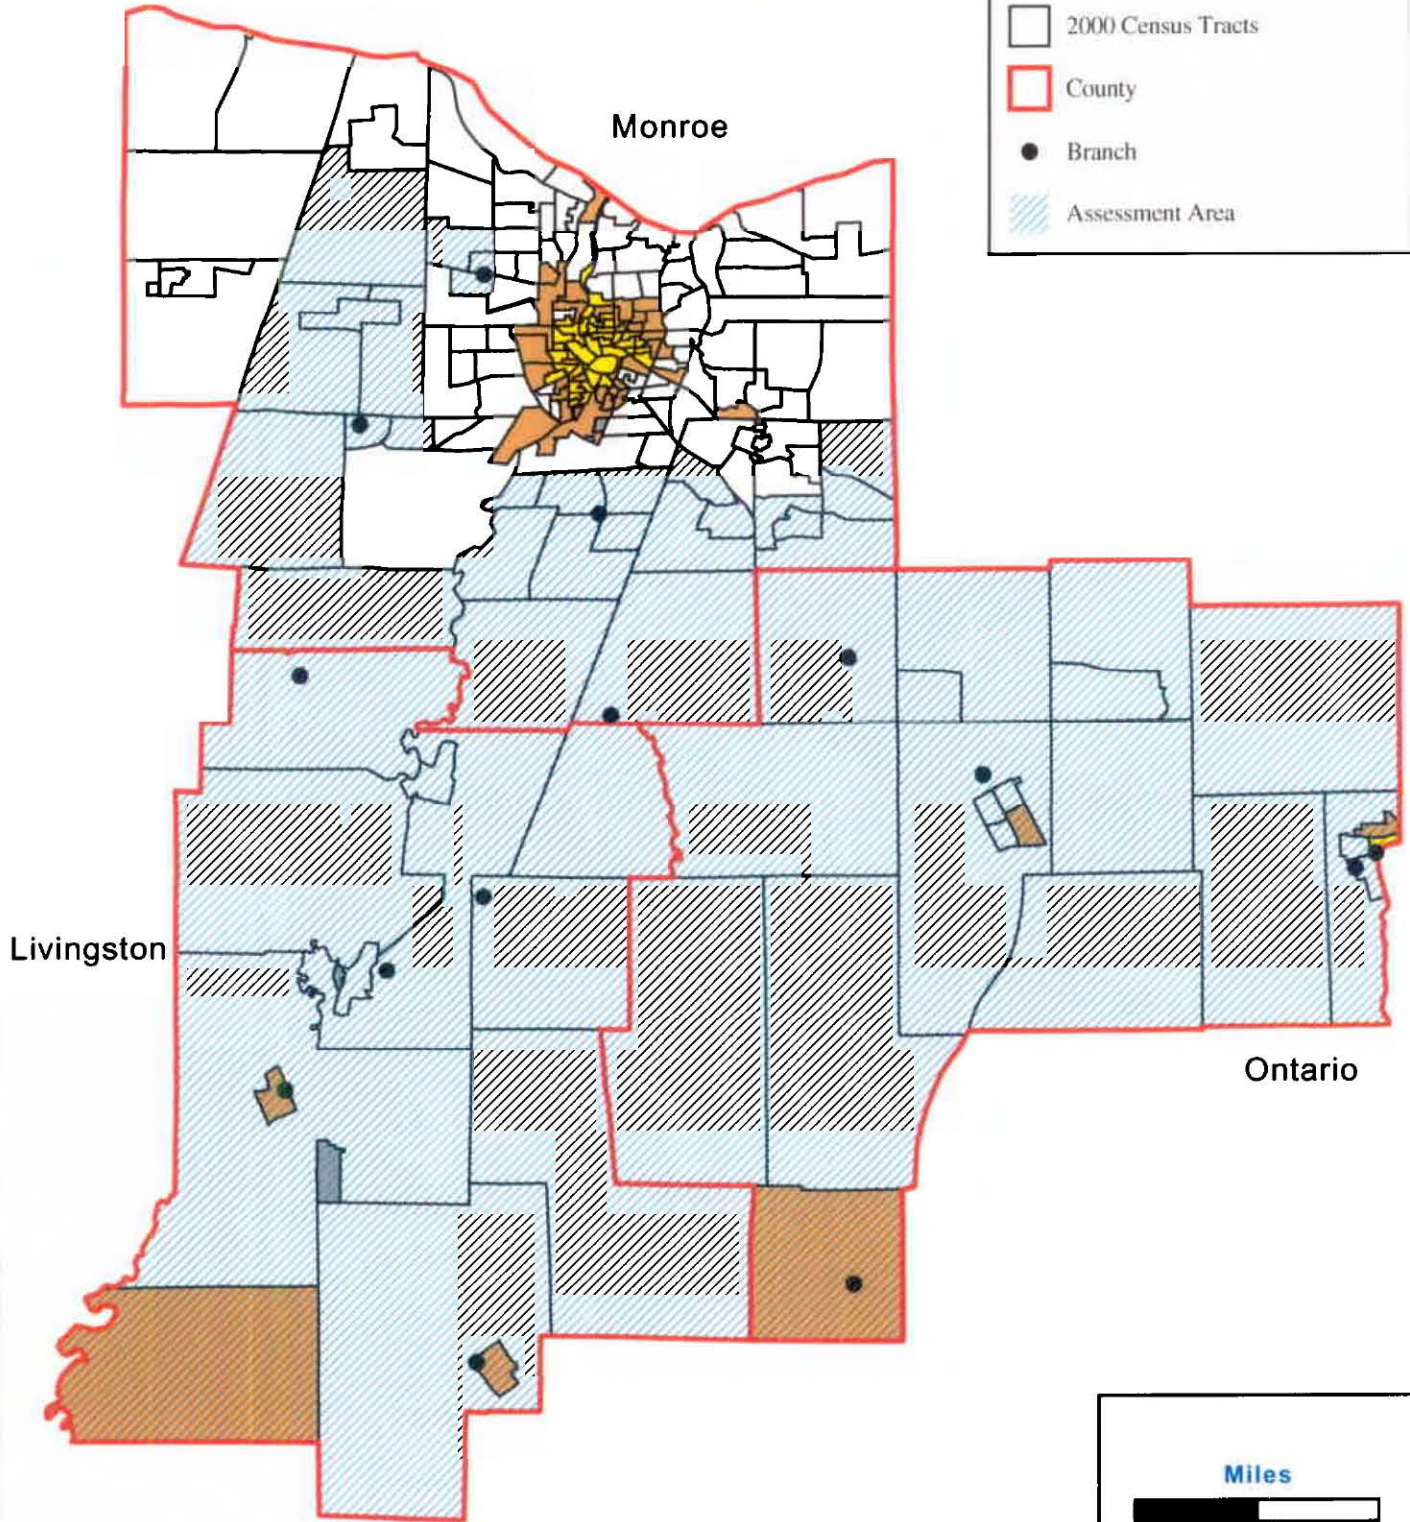 2000 Census Tracts
County
Monroe
Branch
Assessment Area
Livingston
Ontario
Miles